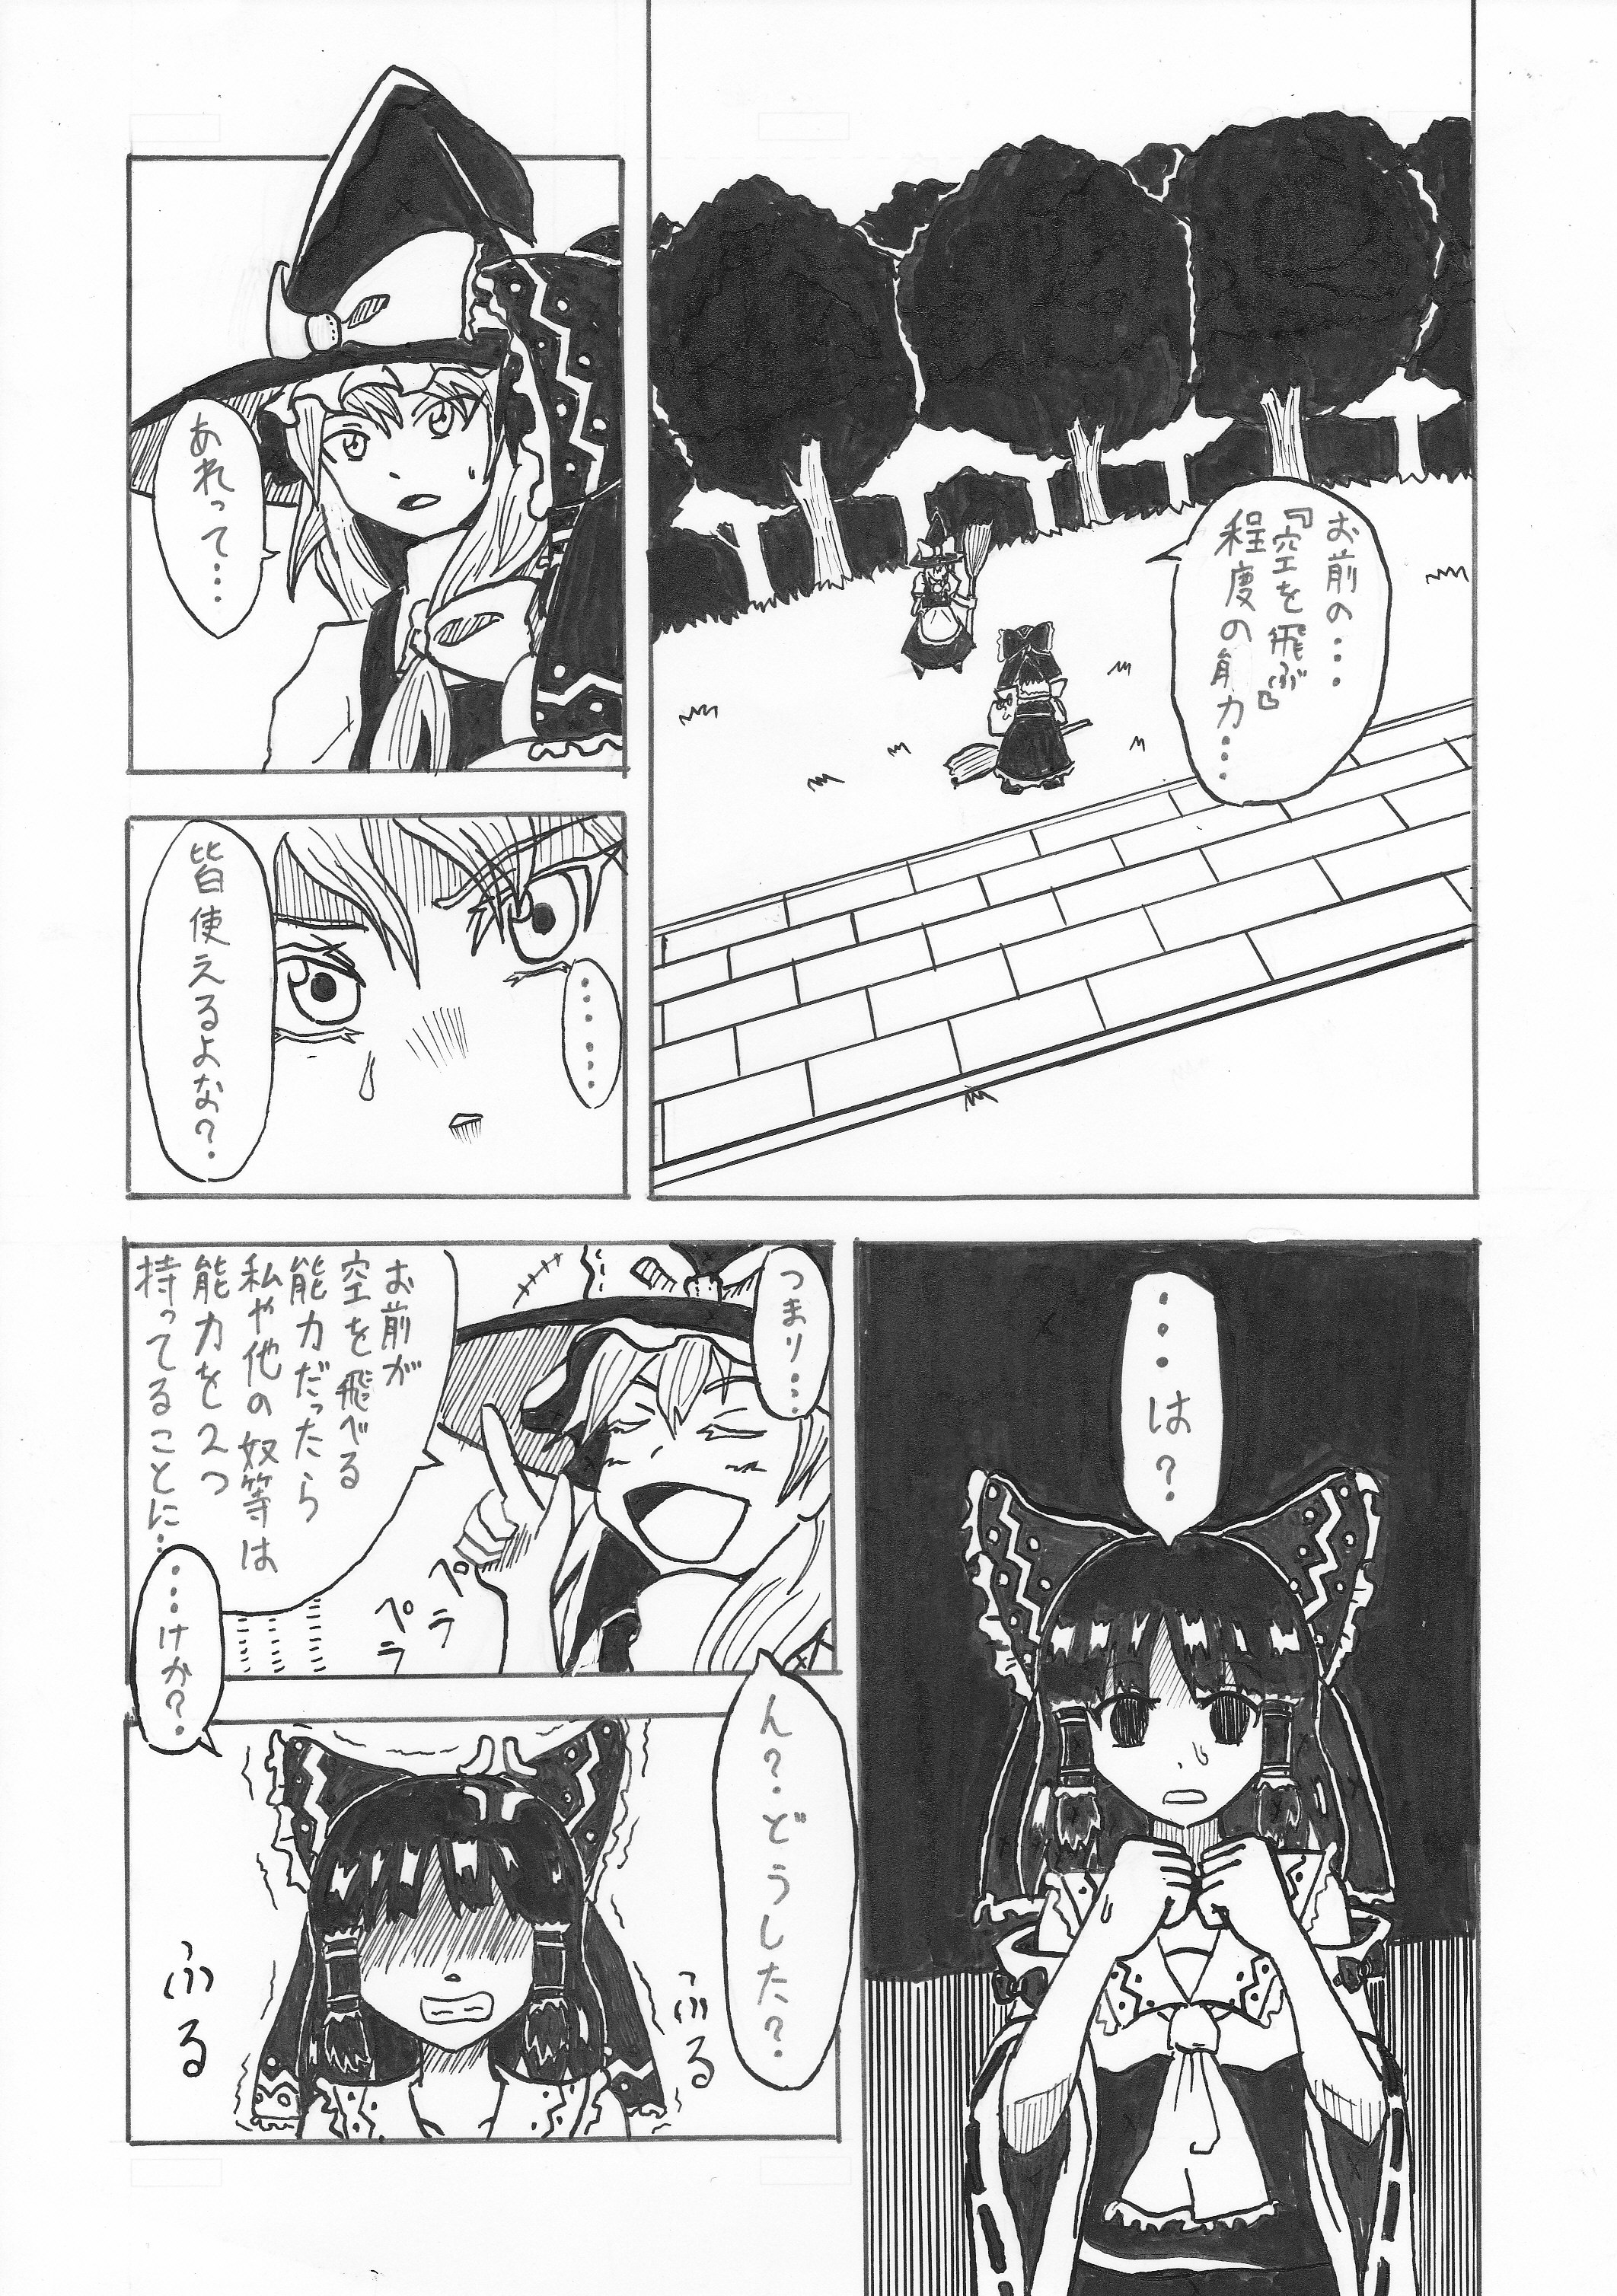 お前の・・・
『空を飛ぶ』
程度の能力・・・
あれって・・・
・・・・・
皆使えるよな？
・・・は？
つまり・・・
お前が
空を飛べる
能力だったら
私や他の奴等は
能力を2つ
持ってることに・・・
ペラ
ペラ
・・・けか？
ん？どうした？
ふる
ふる